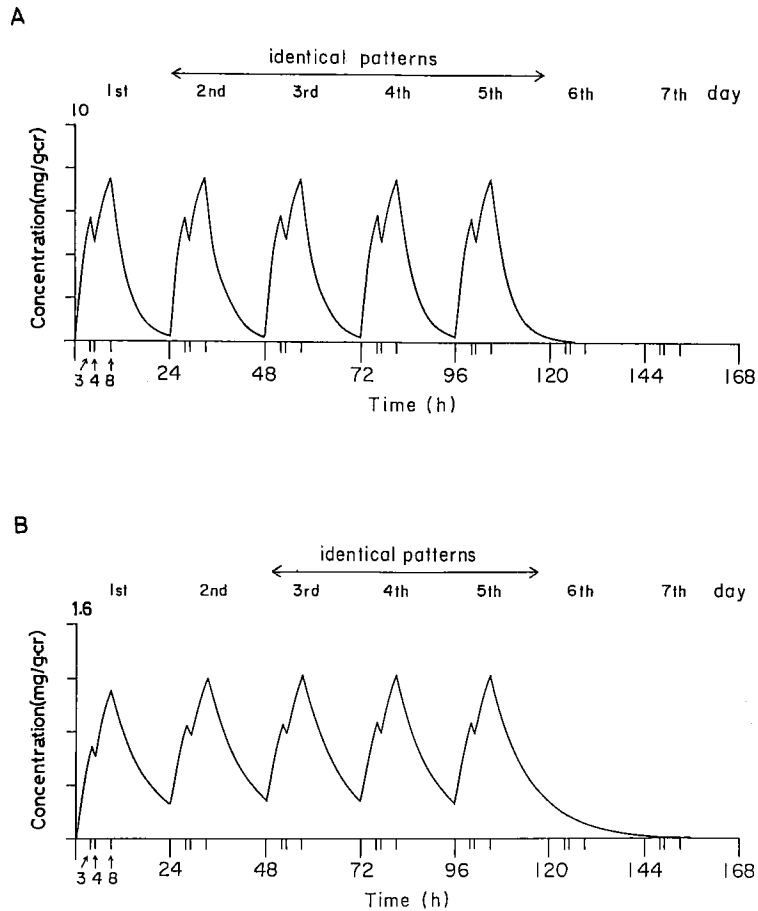 A
identical patterns
1st 2nd 3rd 4th 5th 6th 7th day
10
Concentration(mg/g·cr)
3 4 8 24 48 72 96 120 144 168
Time (h)
B
identical patterns
1st 2nd 3rd 4th 5th 6th 7th day
1.6
Concentration(mg/g·cr)
3 4 8 24 48 72 96 120 144 168
Time (h)